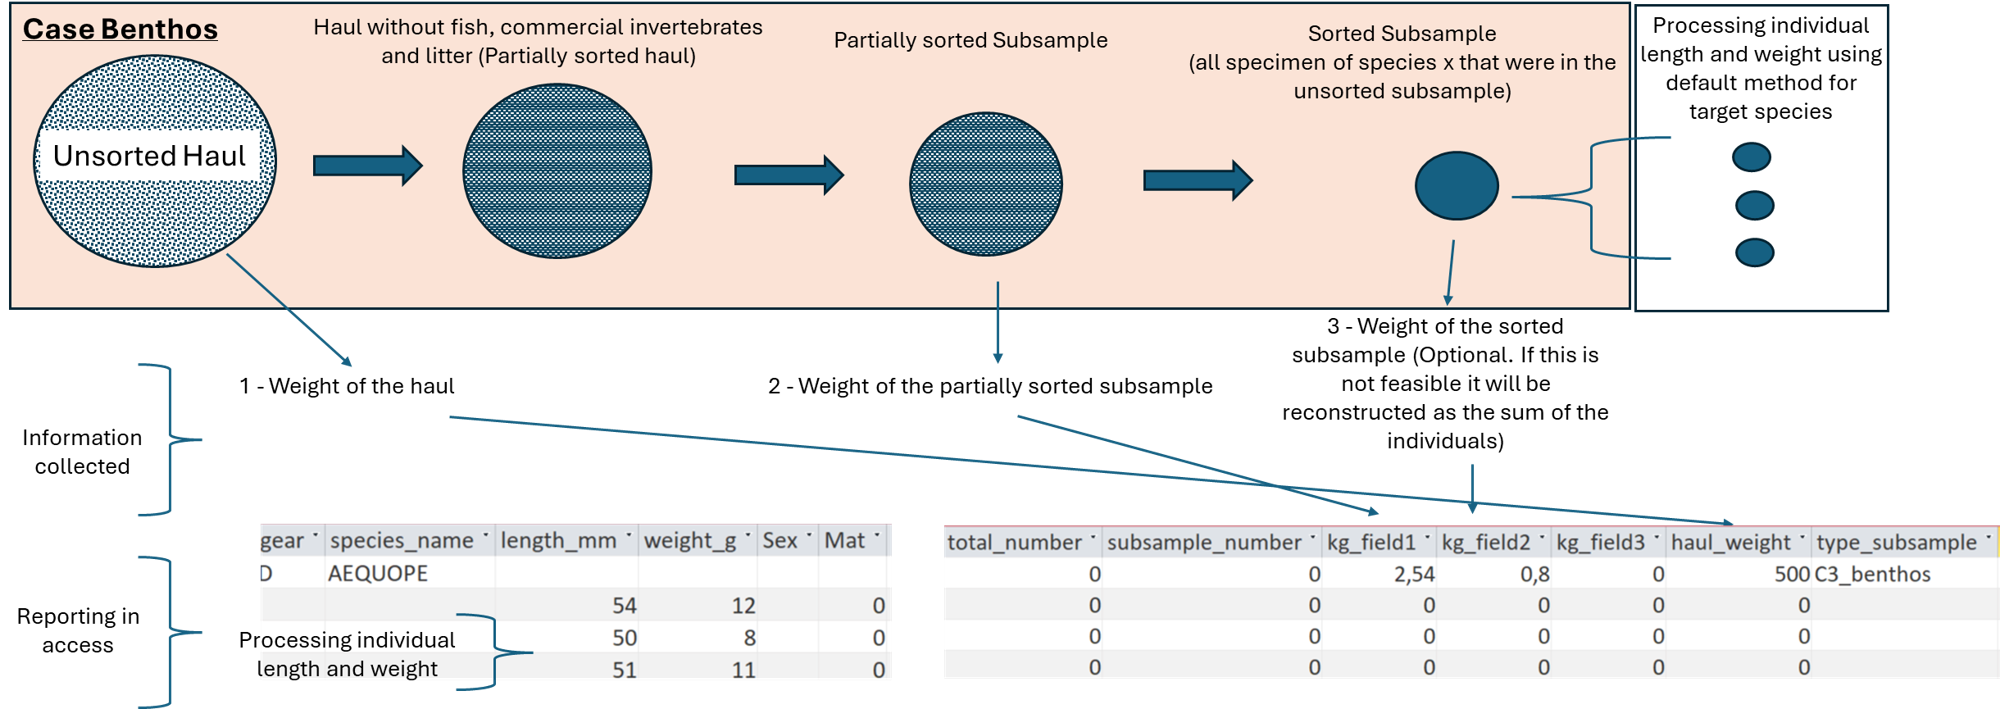 Case Benthos
Haul without fish, commercial invertebrates
and litter (Partially sorted haul)
Partially sorted Subsample
Sorted Subsample
(all specimen of species x that were in the
unsorted subsample)
Processing individual
length and weight using
default method for
target species
Unsorted Haul
1 - Weight of the haul
2 - Weight of the partially sorted subsample
3 - Weight of the sorted
subsample (Optional. If this is
not feasible it will be
reconstructed as the sum of the
individuals)
Information
collected
Reporting in
access
gear species_name length_mm weight_g Sex Mat
D AEQUOPE
54 12 0
50 8 0
51 11 0
Processing individual
length and weight
total_number subsample_number kg_field1 kg_field2 kg_field3 haul_weight type_subsample
0 0 2,54 0,8 0 500 C3_benthos
0 0 0 0 0 0
0 0 0 0 0 0
0 0 0 0 0 0